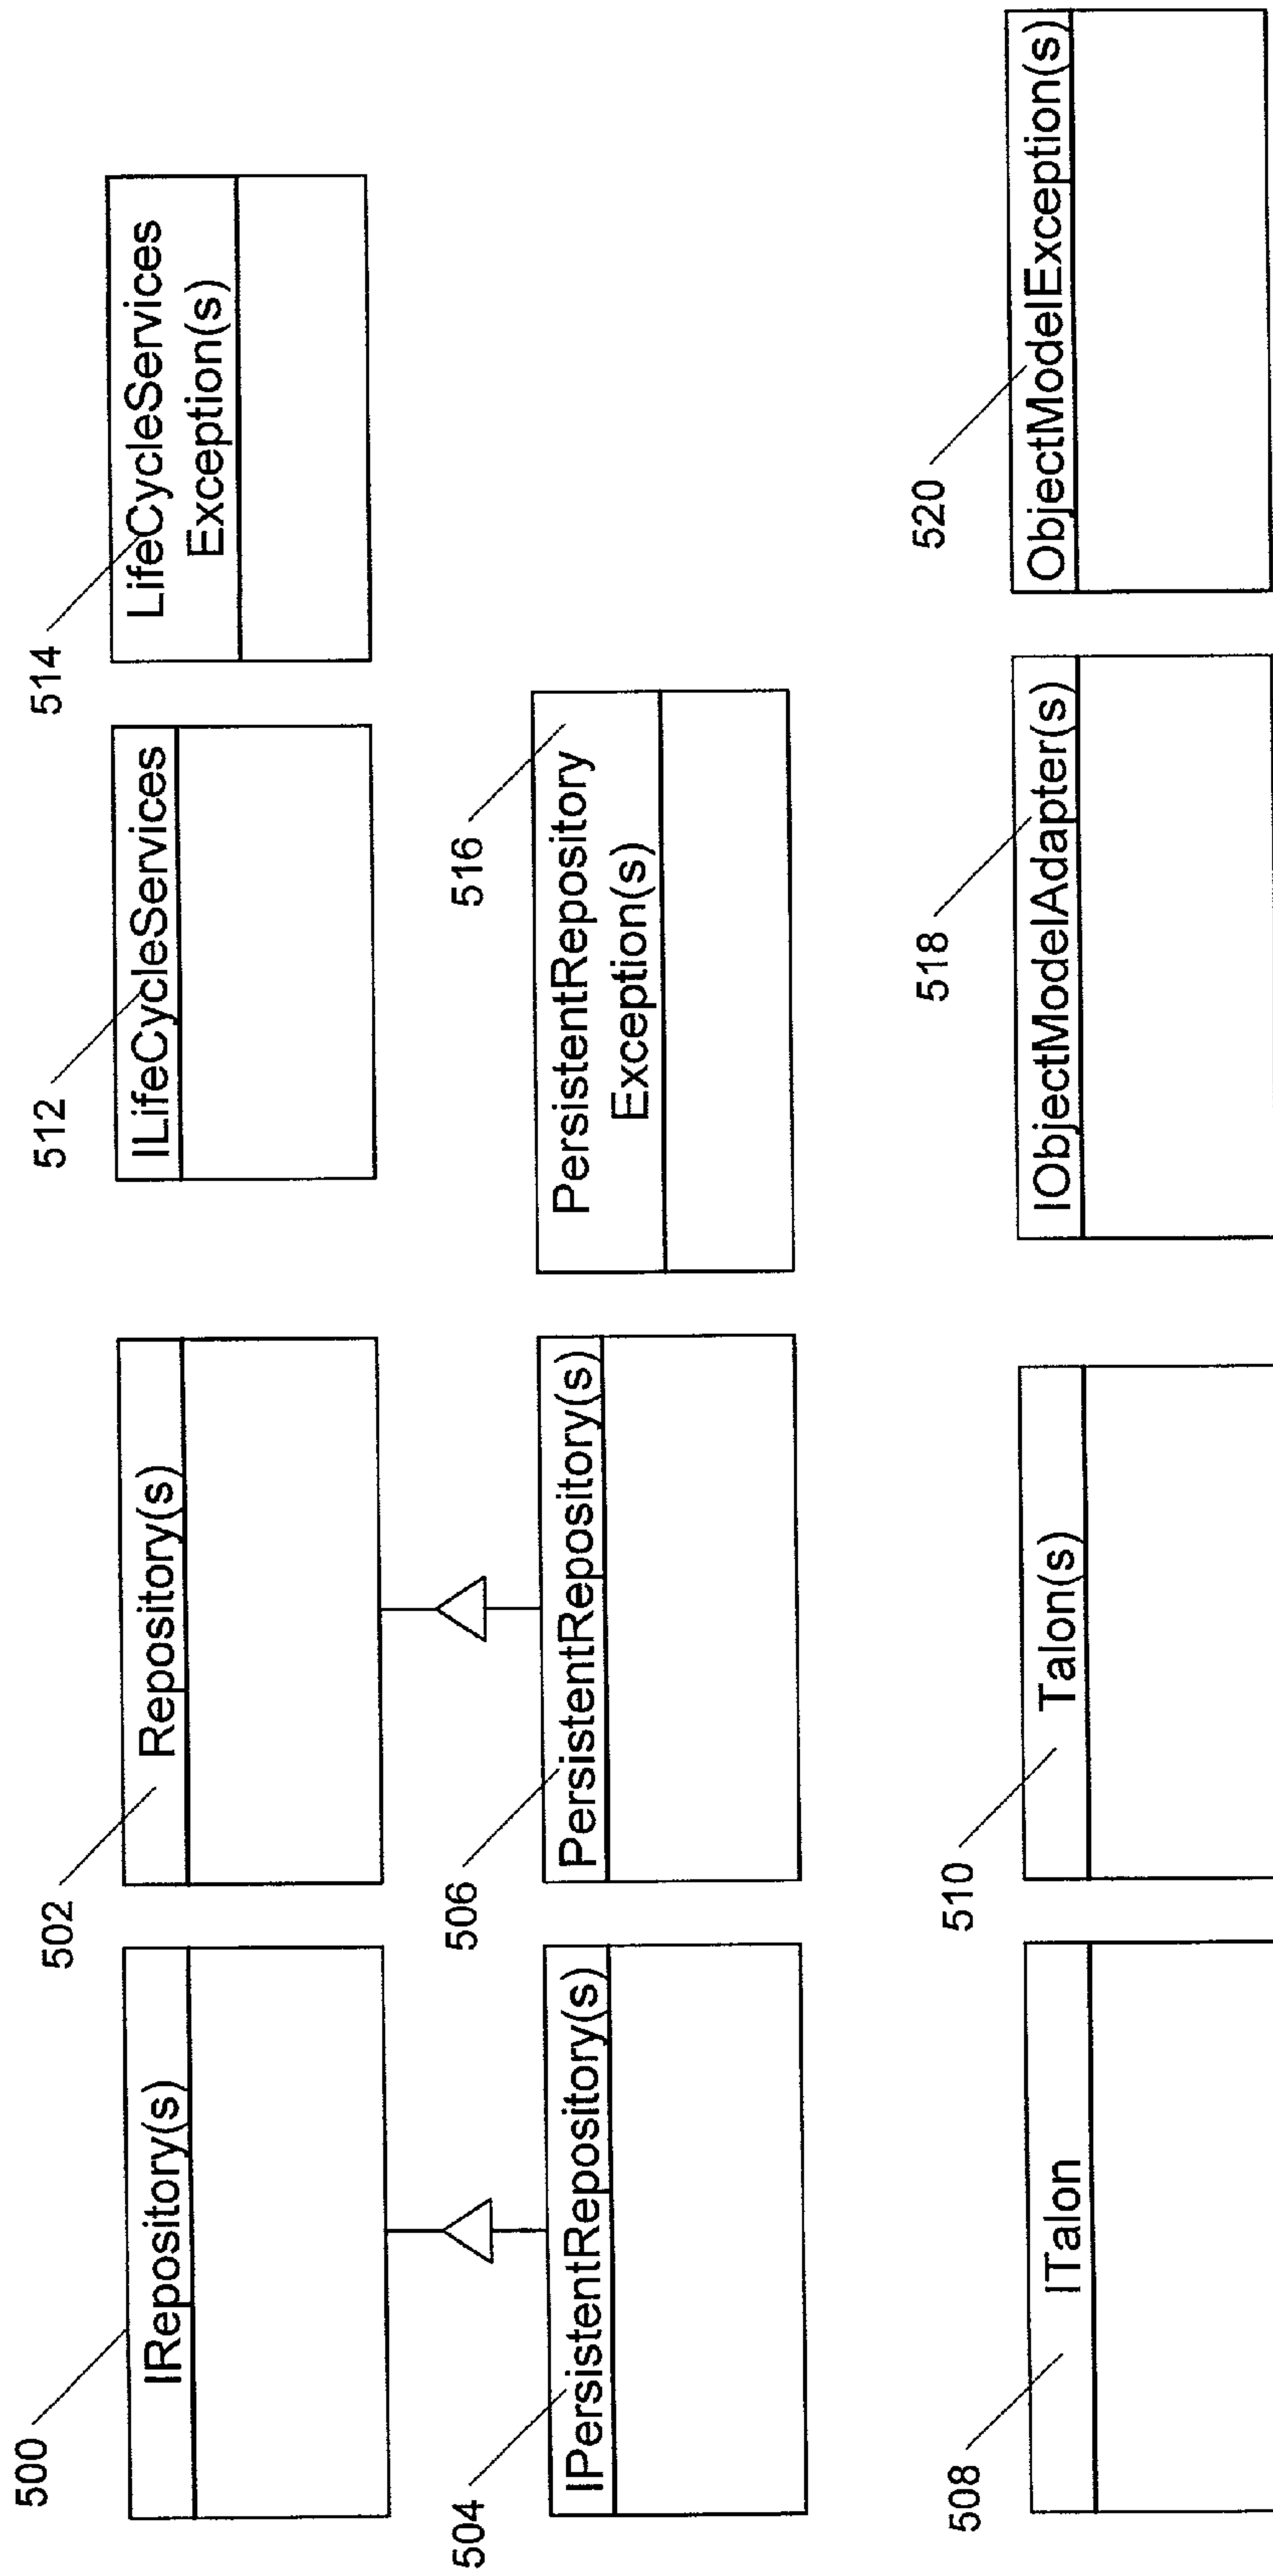 500
IRepository(s)
502
Repository(s)
512
ILifeCycleServices
514
LifeCycleServices
Exception(s)
504
IPersistentRepository(s)
506
PersistentRepository(s)
516
PersistentRepository
Exception(s)
508
ITalon
510
Talon(s)
518
IObjectModelAdapter(s)
520
ObjectModelException(s)